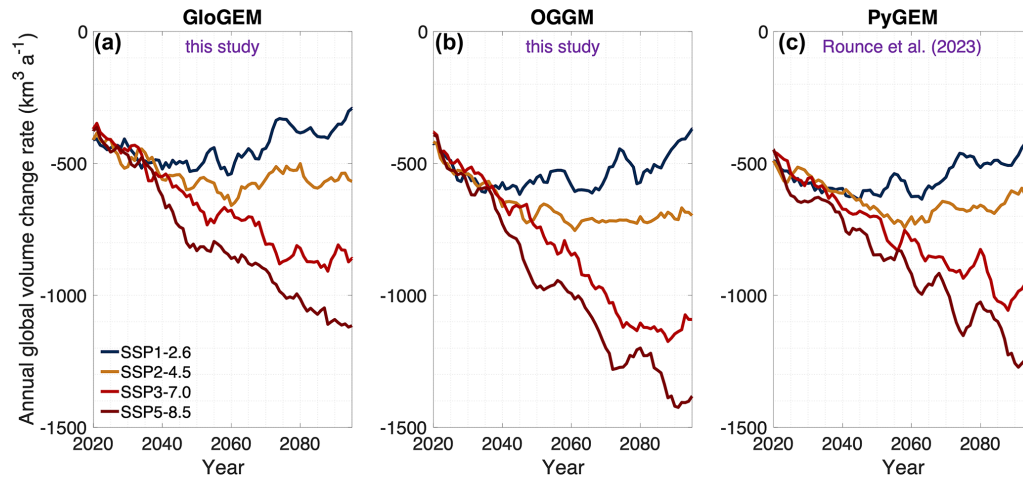 GloGEM
OGGM
PyGEM
(a)
this study
(b)
this study
(c)
Rounce et al. (2023)
Annual global volume change rate (km³ a⁻¹)
0
-500
-1000
-1500
0
-500
-1000
-1500
0
-500
-1000
-1500
SSP1-2.6
SSP2-4.5
SSP3-7.0
SSP5-8.5
2020 2040 2060 2080
2020 2040 2060 2080
2020 2040 2060 2080
Year
Year
Year